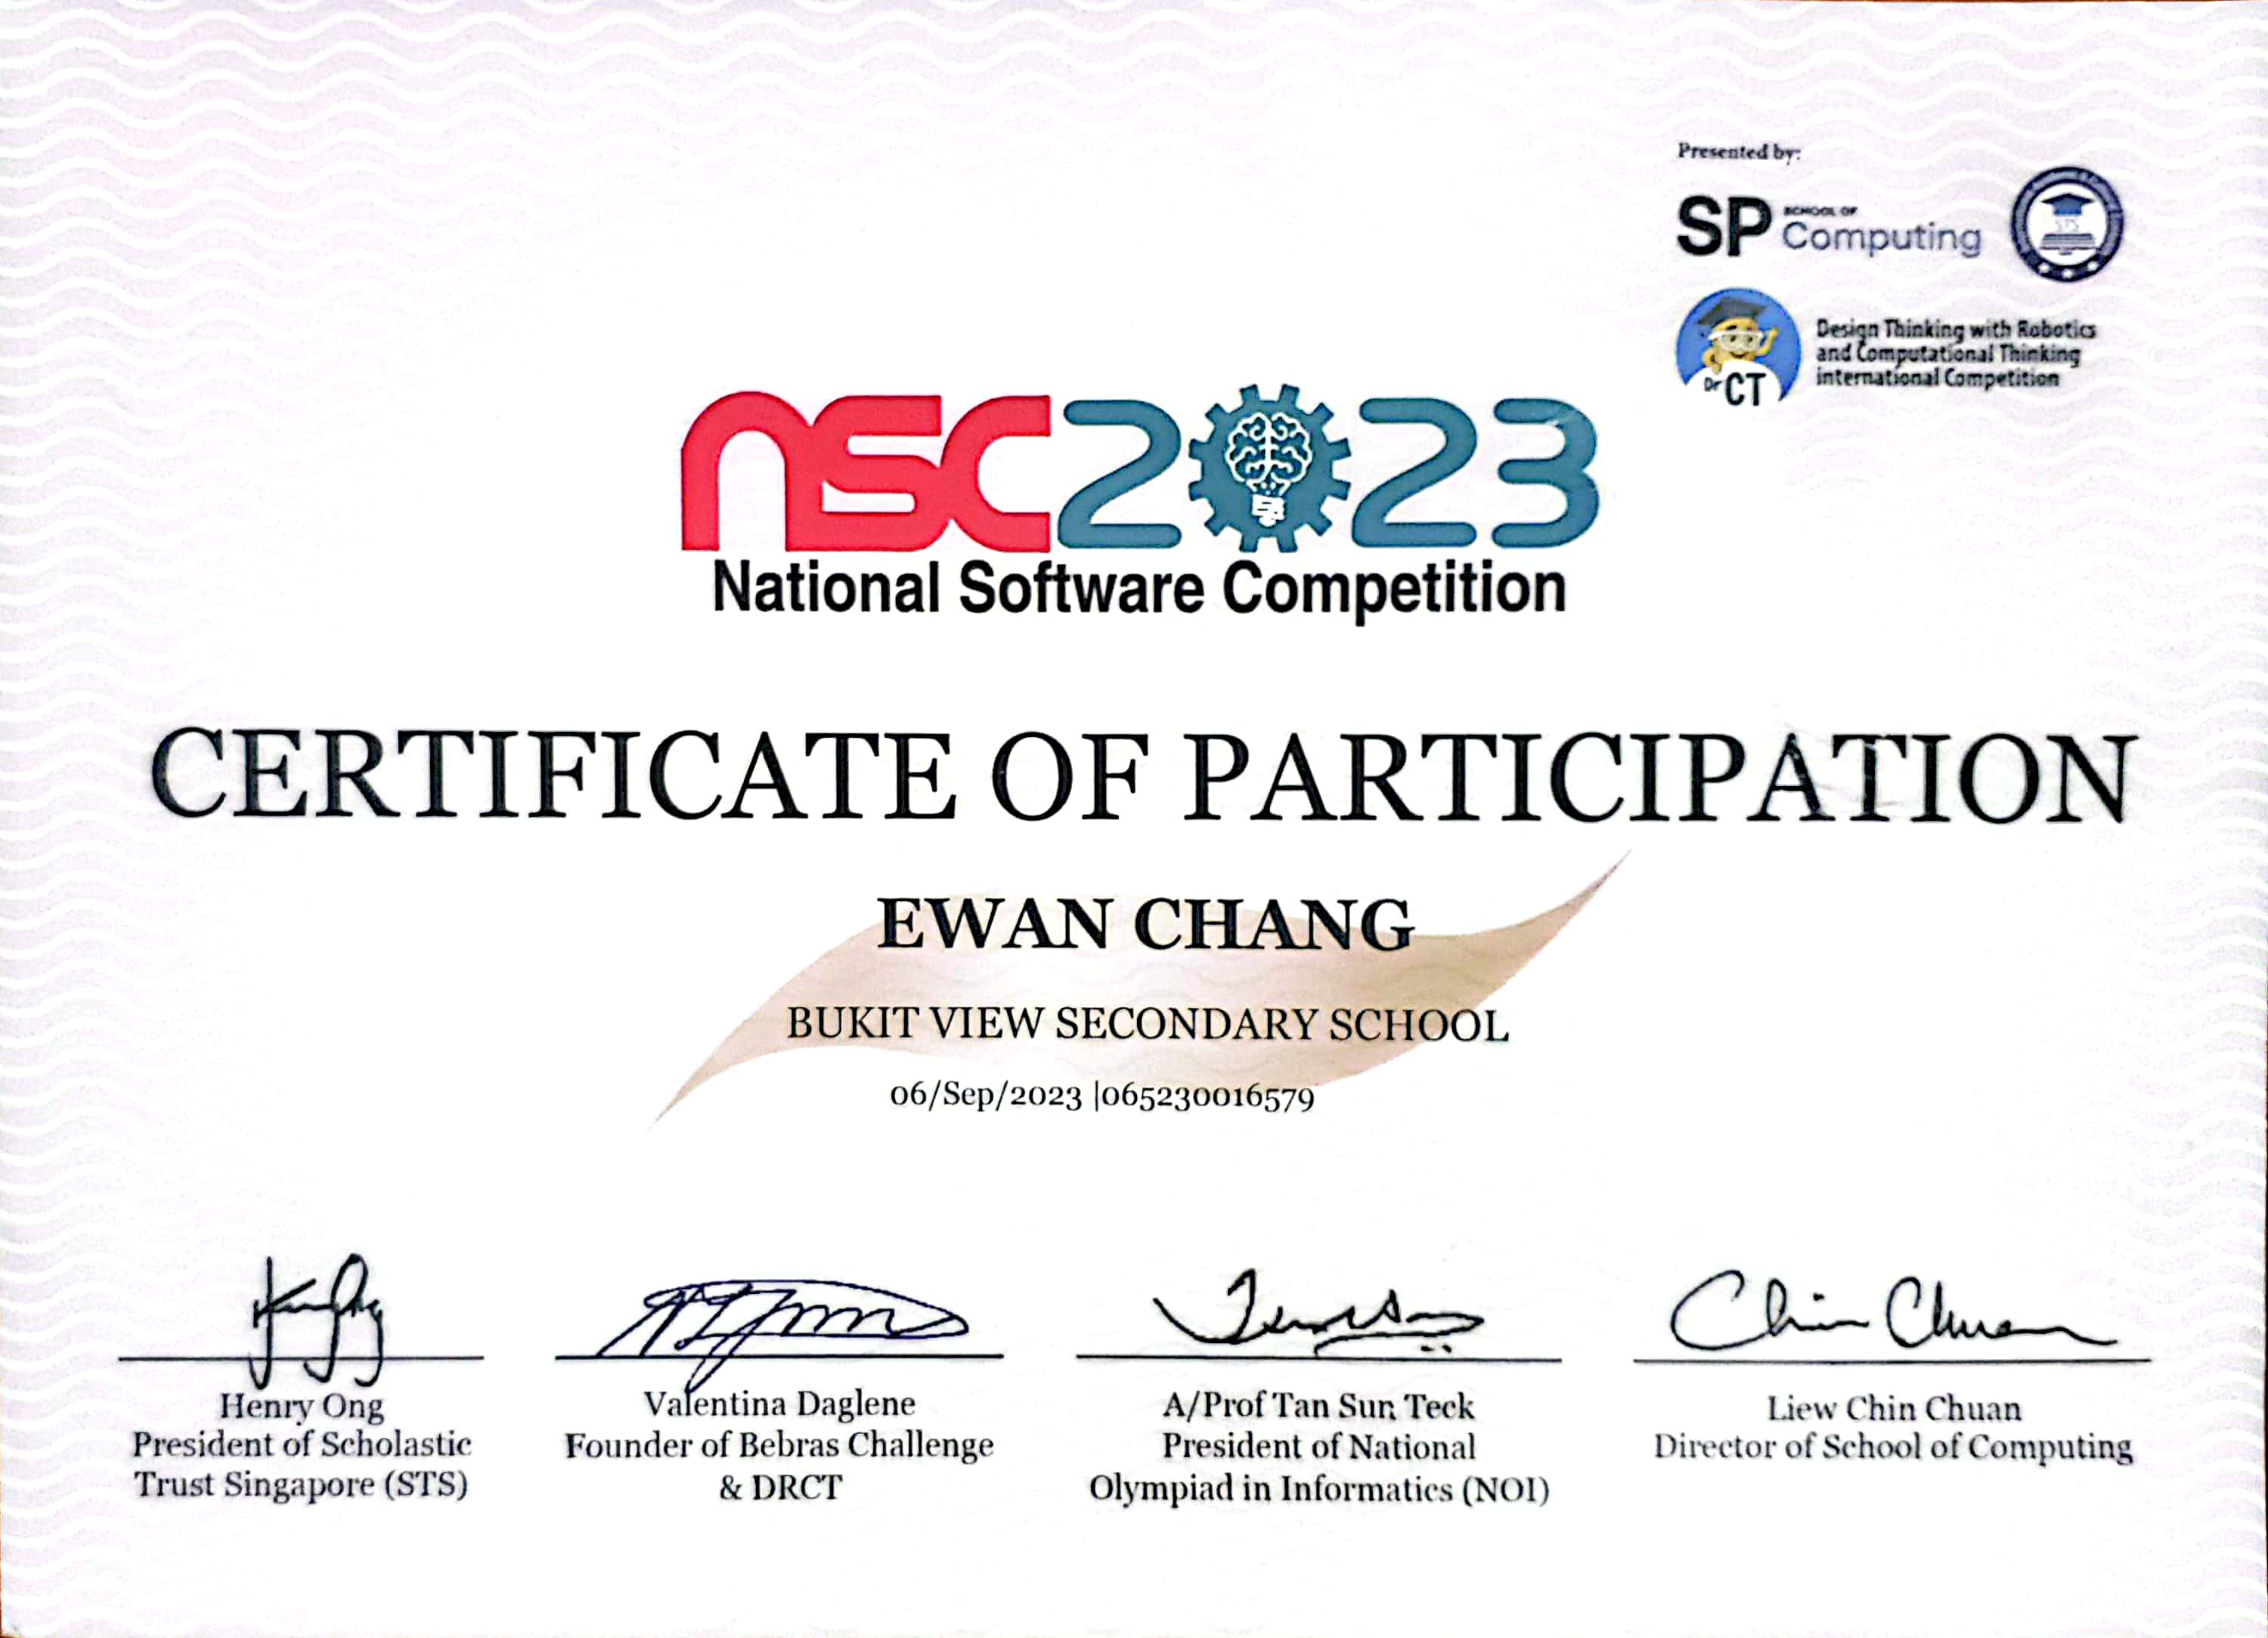 Presented by:
SP SCHOOL OF Computing
STS
Design Thinking with Robotics
and Computational Thinking
international Competition
Dr CT
nsc2023
National Software Competition
CERTIFICATE OF PARTICIPATION
EWAN CHANG
BUKIT VIEW SECONDARY SCHOOL
06/Sep/2023 |065230016579
Chin Chuan
Henry Ong
President of Scholastic
Trust Singapore (STS)
Valentina Daglene
Founder of Bebras Challenge
& DRCT
A/Prof Tan Sun Teck
President of National
Olympiad in Informatics (NOI)
Liew Chin Chuan
Director of School of Computing